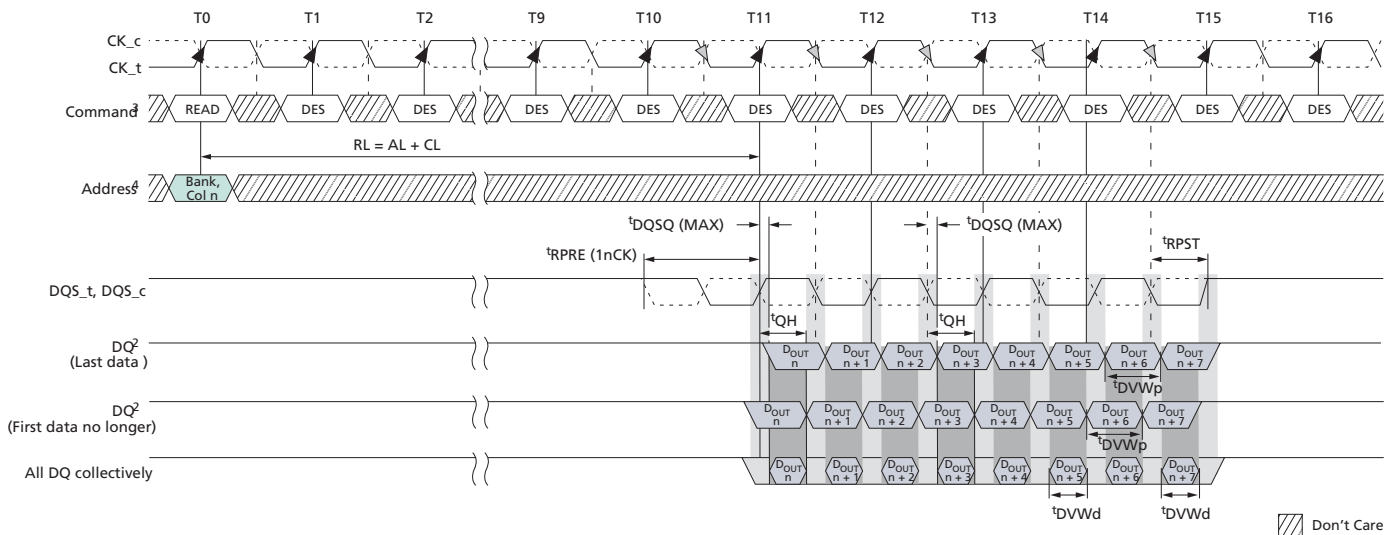 T0 T1 T2 T9 T10 T11 T12 T13 T14 T15 T16
CK_c
CK_t
Command3 READ DES DES DES DES DES DES DES DES DES DES
RL = AL + CL
Address4 Bank,
Col n
tDQSQ (MAX) tDQSQ (MAX)
tRPRE (1nCK) tRPST
DQS_t, DQS_c
tQH tQH
DQ2 DOUT DOUT DOUT DOUT DOUT DOUT DOUT DOUT
(Last data ) n n + 1 n + 2 n + 3 n + 4 n + 5 n + 6 n + 7
tDVWp
DQ2 DOUT DOUT DOUT DOUT DOUT DOUT DOUT DOUT
(First data no longer) n n + 1 n + 2 n + 3 n + 4 n + 5 n + 6 n + 7
tDVWp
All DQ collectively DOUT DOUT DOUT DOUT DOUT DOUT DOUT DOUT
n n + 1 n + 2 n + 3 n + 4 n + 5 n + 6 n + 7
tDVWd tDVWd
Don't Care